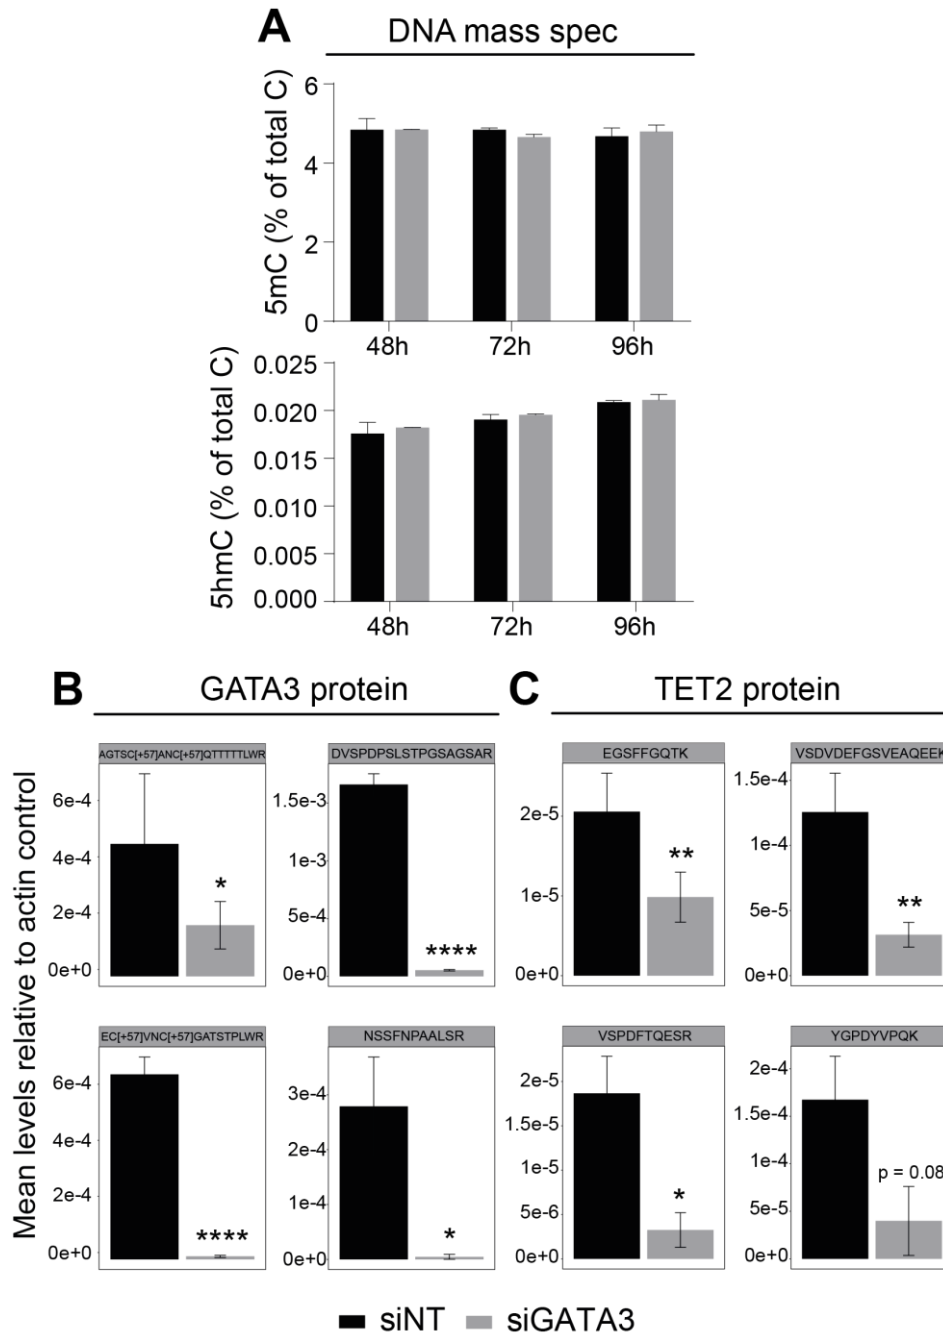 A
DNA mass spec
5mC (% of total C)
6
4
2
0
48h 72h 96h
5hmC (% of total C)
0.025
0.020
0.015
0.010
0.005
0.000
48h 72h 96h
B GATA3 protein
C TET2 protein
Mean levels relative to actin control
AGTSC[+57]ANC[+57]QTTTTTLWR
6e-4
4e-4
2e-4
0e+0
*
DVSPDPSLSTPGSAGSAR
1.5e-3
1e-3
5e-4
0e+0
****
EGSFFGQTK
2e-5
1e-5
0e+0
**
VSDVDEFGSVEAQEEK
1.5e-4
1e-4
5e-5
0e+0
**
EC[+57]VNC[+57]GATSTPLWR
6e-4
4e-4
2e-4
0e+0
****
NSSFNPAALSR
3e-4
2e-4
1e-4
0e+0
*
VSPDFTQESR
2e-5
1.5e-5
1e-5
5e-6
0e+0
*
YGPDYVPQK
2e-4
1.5e-4
1e-4
5e-5
0e+0
p = 0.08
siNT siGATA3